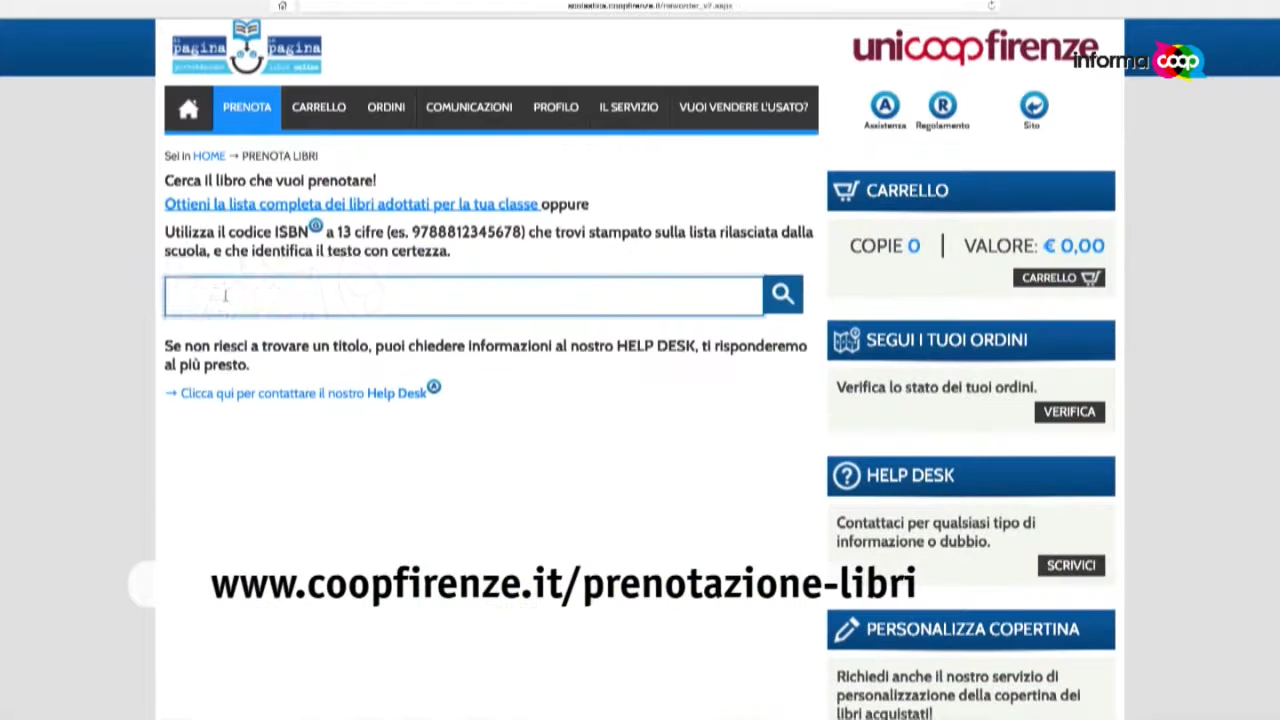 pagina pagina
unicoopfirenze
informa coop
PRENOTA CARRELLO ORDINI COMUNICAZIONI PROFILO IL SERVIZIO VUOI VENDERE L'USATO?
A R
Assistenza Regolamento Sito
Sei in HOME → PRENOTA LIBRI
Cerca il libro che vuoi prenotare!
Ottieni la lista completa dei libri adottati per la tua classe oppure
Utilizza il codice ISBN a 13 cifre (es. 9788812345678) che trovi stampato sulla lista rilasciata dalla
scuola, e che identifica il testo con certezza.
Se non riesci a trovare un titolo, puoi chiedere informazioni al nostro HELP DESK, ti risponderemo
al più presto.
→ Clicca qui per contattare il nostro Help Desk
CARRELLO
COPIE 0 | VALORE: € 0,00
CARRELLO
SEGUI I TUOI ORDINI
Verifica lo stato dei tuoi ordini.
VERIFICA
HELP DESK
Contattaci per qualsiasi tipo di
informazione o dubbio.
SCRIVICI
www.coopfirenze.it/prenotazione-libri
PERSONALIZZA COPERTINA
Richiedi anche il nostro servizio di
personalizzazione della copertina dei
libri acquistati!